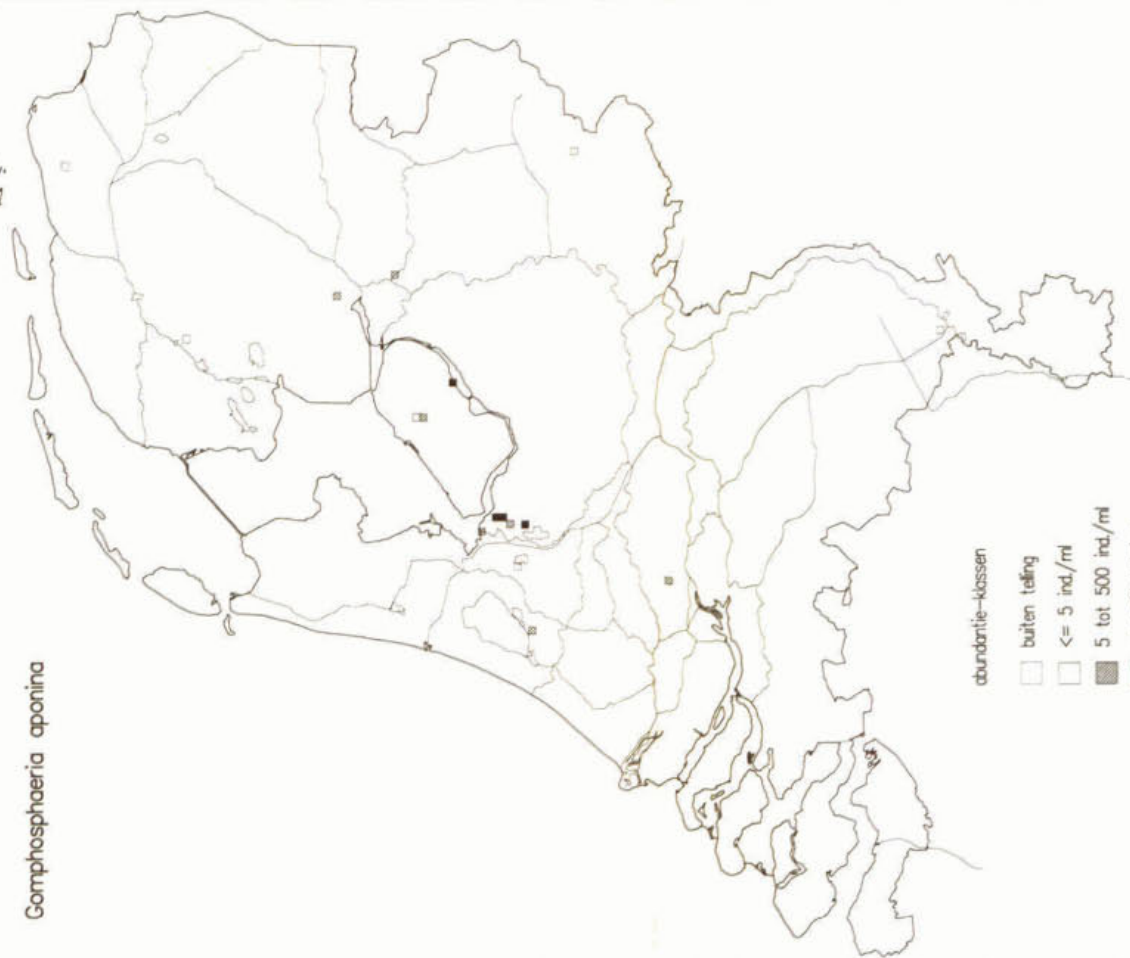 Gomphosphaeria aponina
abundantie-klassen
buiten telling
<= 5 ind./ml
5 tot 500 ind./ml